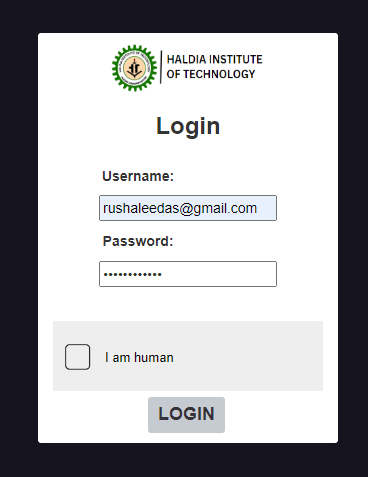 HALDIA INSTITUTE
OF TECHNOLOGY
Login
Username:
rushaleedas@gmail.com
Password:
••••••••••••
I am human
LOGIN